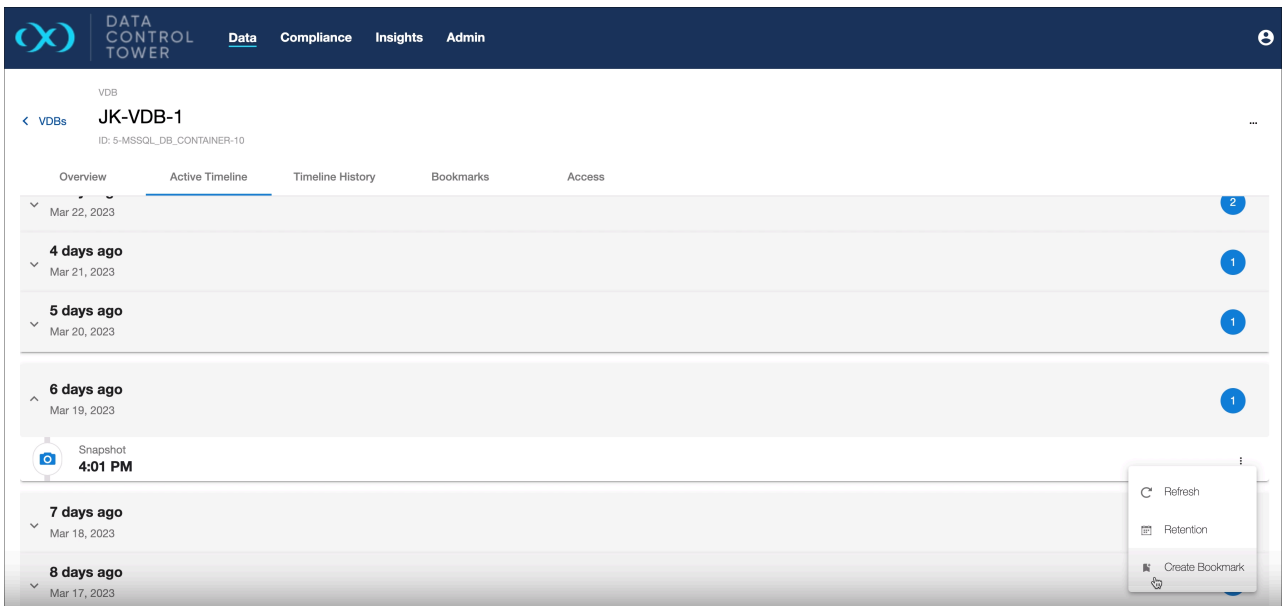 DATA
CONTROL
TOWER
Data Compliance Insights Admin
VDB
VDBs
JK-VDB-1
...
ID: 5-MSSQL_DB_CONTAINER-10
Overview Active Timeline Timeline History Bookmarks Access
Mar 22, 2023
2
4 days ago
Mar 21, 2023
1
5 days ago
Mar 20, 2023
1
6 days ago
Mar 19, 2023
1
Snapshot
4:01 PM
Refresh
7 days ago
Mar 18, 2023
Retention
8 days ago
Mar 17, 2023
Create Bookmark